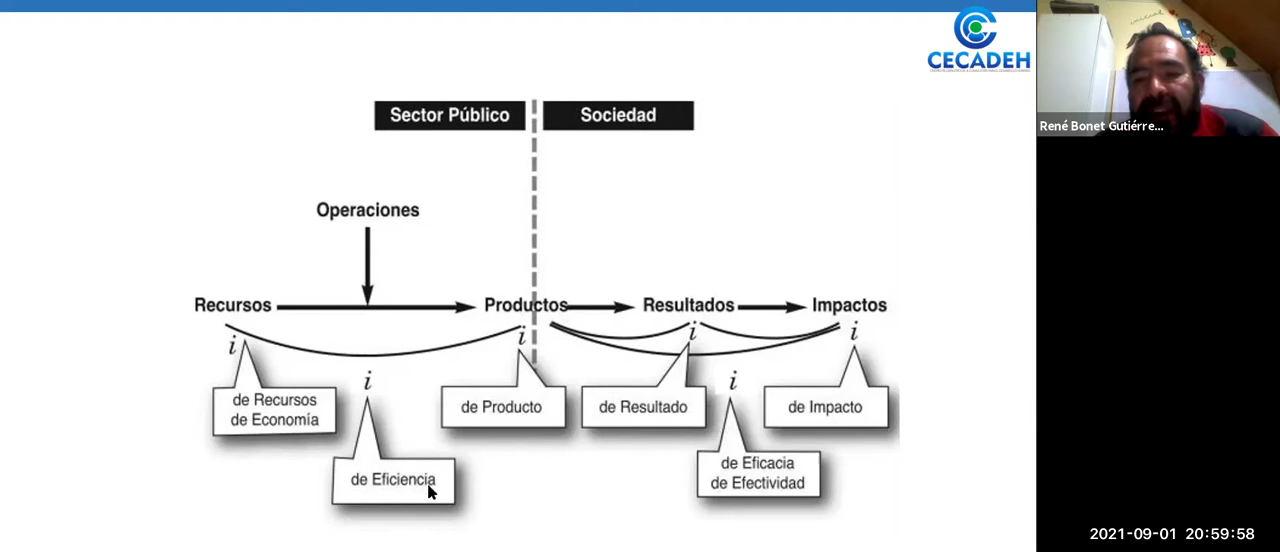 CECADEH
René Bonet Gutiérre...
Sector Público
Sociedad
Operaciones
Recursos
Productos
Resultados
Impactos
i
i
i
i
i
i
de Recursos
de Economía
de Producto
de Resultado
de Impacto
de Eficiencia
de Eficacia
de Efectividad
2021-09-01 20:59:58